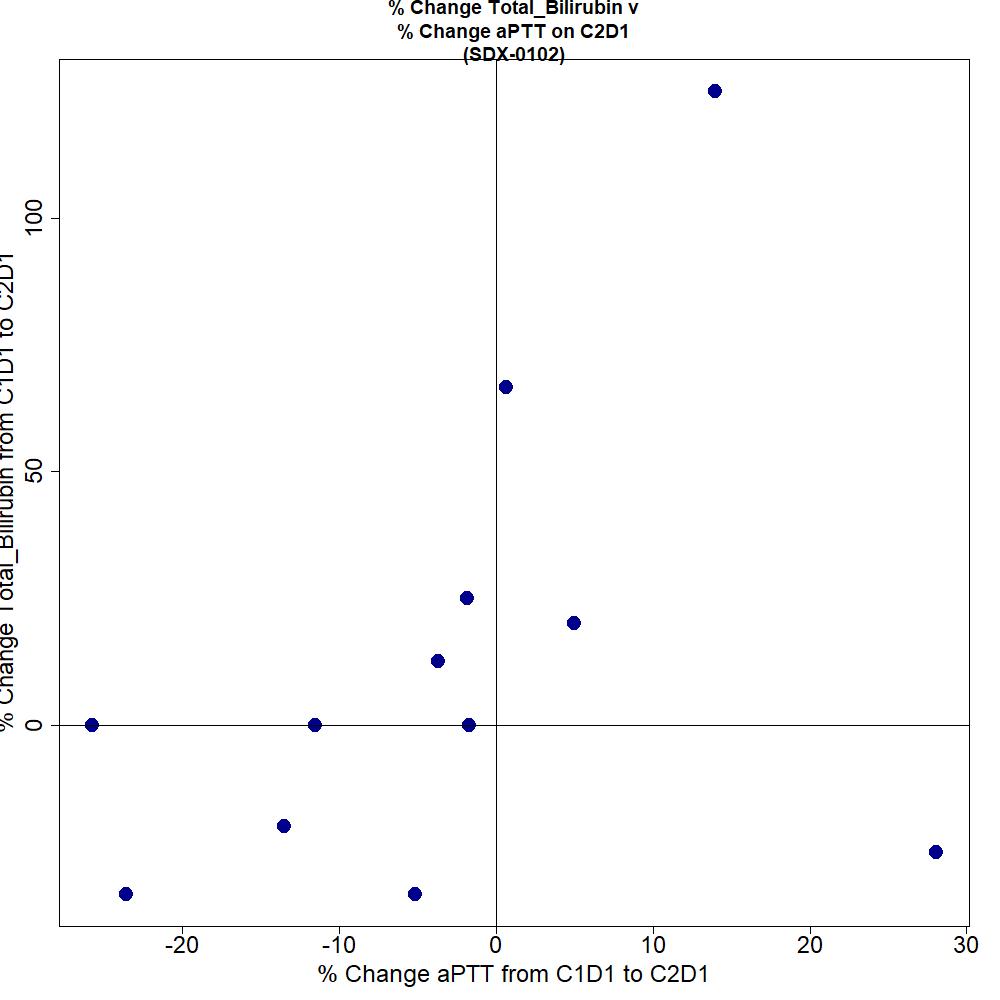 % Change Total_Bilirubin v
% Change aPTT on C2D1
(SDX-0102)
% Change Total_Bilirubin from C1D1 to C2D1
100
50
0
-20 -10 0 10 20 30
% Change aPTT from C1D1 to C2D1